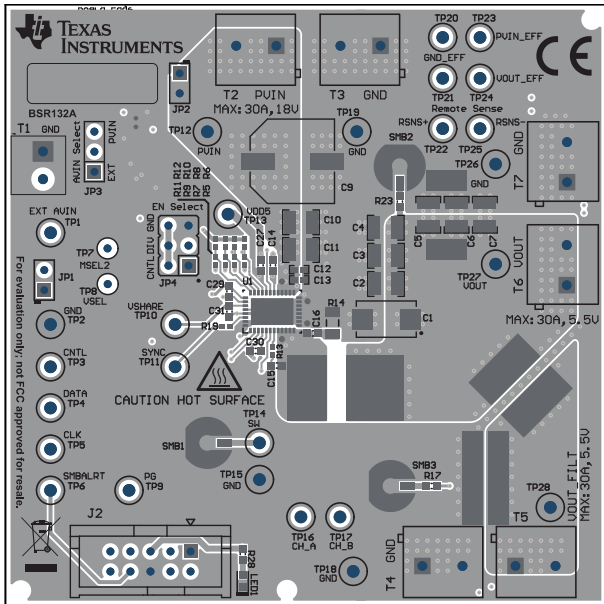 TEXAS
INSTRUMENTS
BSR132A
JP2
T2 PVIN
MAX:30A,18V
T3 GND
TP20
TP23
PVIN_EFF
GND_EFF
TP21
TP24
VOUT_EFF
Remote Sense
RSNS+
RSNS-
TP22
TP25
CE
T1 GND
AVIN Select
PVIN
EXT
JP3
TP12
PVIN
TP19
GND
SMB2
TP26
GND
GND
T7
C9
R23
EXT AVIN
TP1
EN Select
GND
DIV
CNTL
JP4
R12
R10
R8
R6
R11
R9
R7
R5
VDD5
TP13
C27
C14
C10
C11
C12
C13
C4
C3
C2
C5
C6
C7
TP27
VOUT
VOUT
T6
MAX:30A,5.5V
TP7
MSEL2
TP8
VSEL
JP1
GND
TP2
VSHARE
TP10
C29
C31
R19
U1
R14
C16
C1
SYNC
TP11
C30
R13
C15
CNTL
TP3
CAUTION HOT SURFACE
DATA
TP4
SMB1
TP14
SW
CLK
TP5
TP15
GND
SMBALRT
TP6
PG
TP9
SMB3
R17
TP28
VOUT_FILT
MAX:30A,5.5V
For evaluation only; not FCC approved for resale.
J2
TP16
CH_A
TP17
CH_B
TP18
GND
GND
T4
T5
R28
LED1